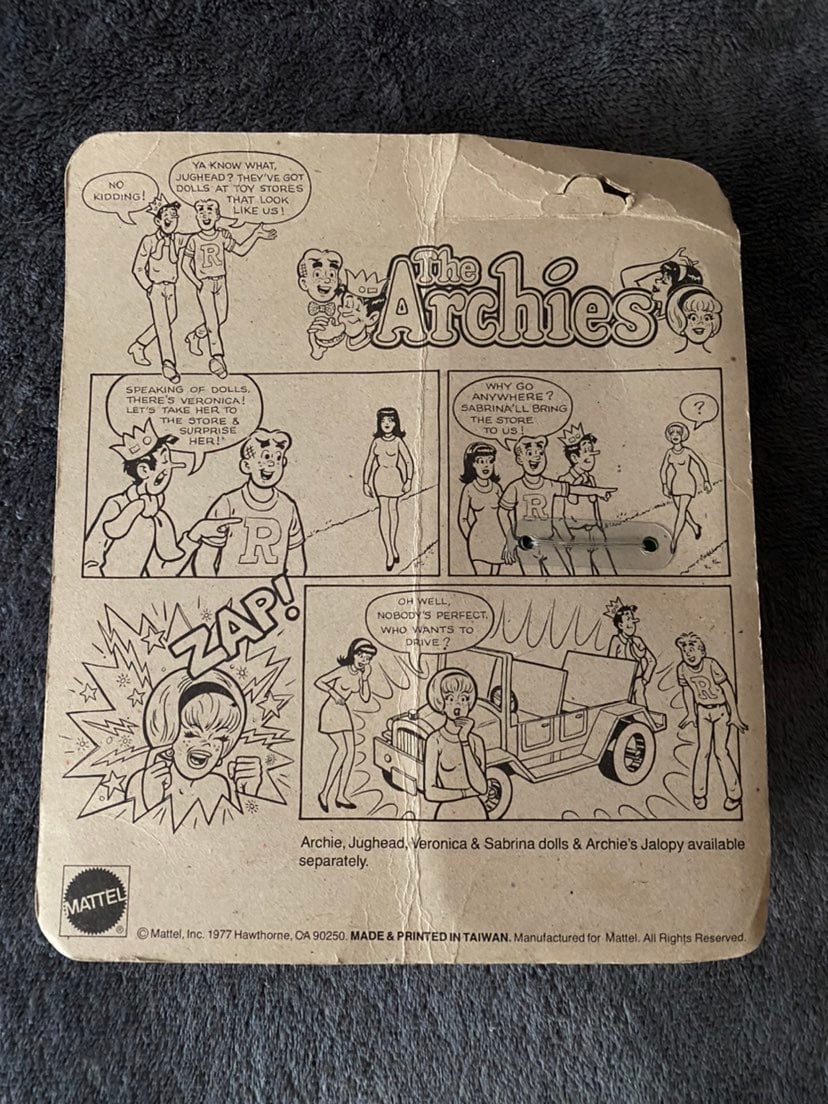 NO
KIDDING!
YA KNOW WHAT,
JUGHEAD? THEY'VE GOT
DOLLS AT TOY STORES
THAT LOOK
LIKE US!
R
The
Archies
SPEAKING OF DOLLS,
THERE'S VERONICA!
LET'S TAKE HER TO
THE STORE &
SURPRISE
HER!"
R
WHY GO
ANYWHERE?
SABRINA'LL BRING
THE STORE
TO US!
?
R
ZAP!
OH WELL,
NOBODY'S PERFECT.
WHO WANTS TO
DRIVE?
R
Archie, Jughead, Veronica & Sabrina dolls & Archie's Jalopy available
separately.
MATTEL
®
© Mattel, Inc. 1977 Hawthorne, CA 90250. MADE & PRINTED IN TAIWAN. Manufactured for Mattel. All Rights Reserved.